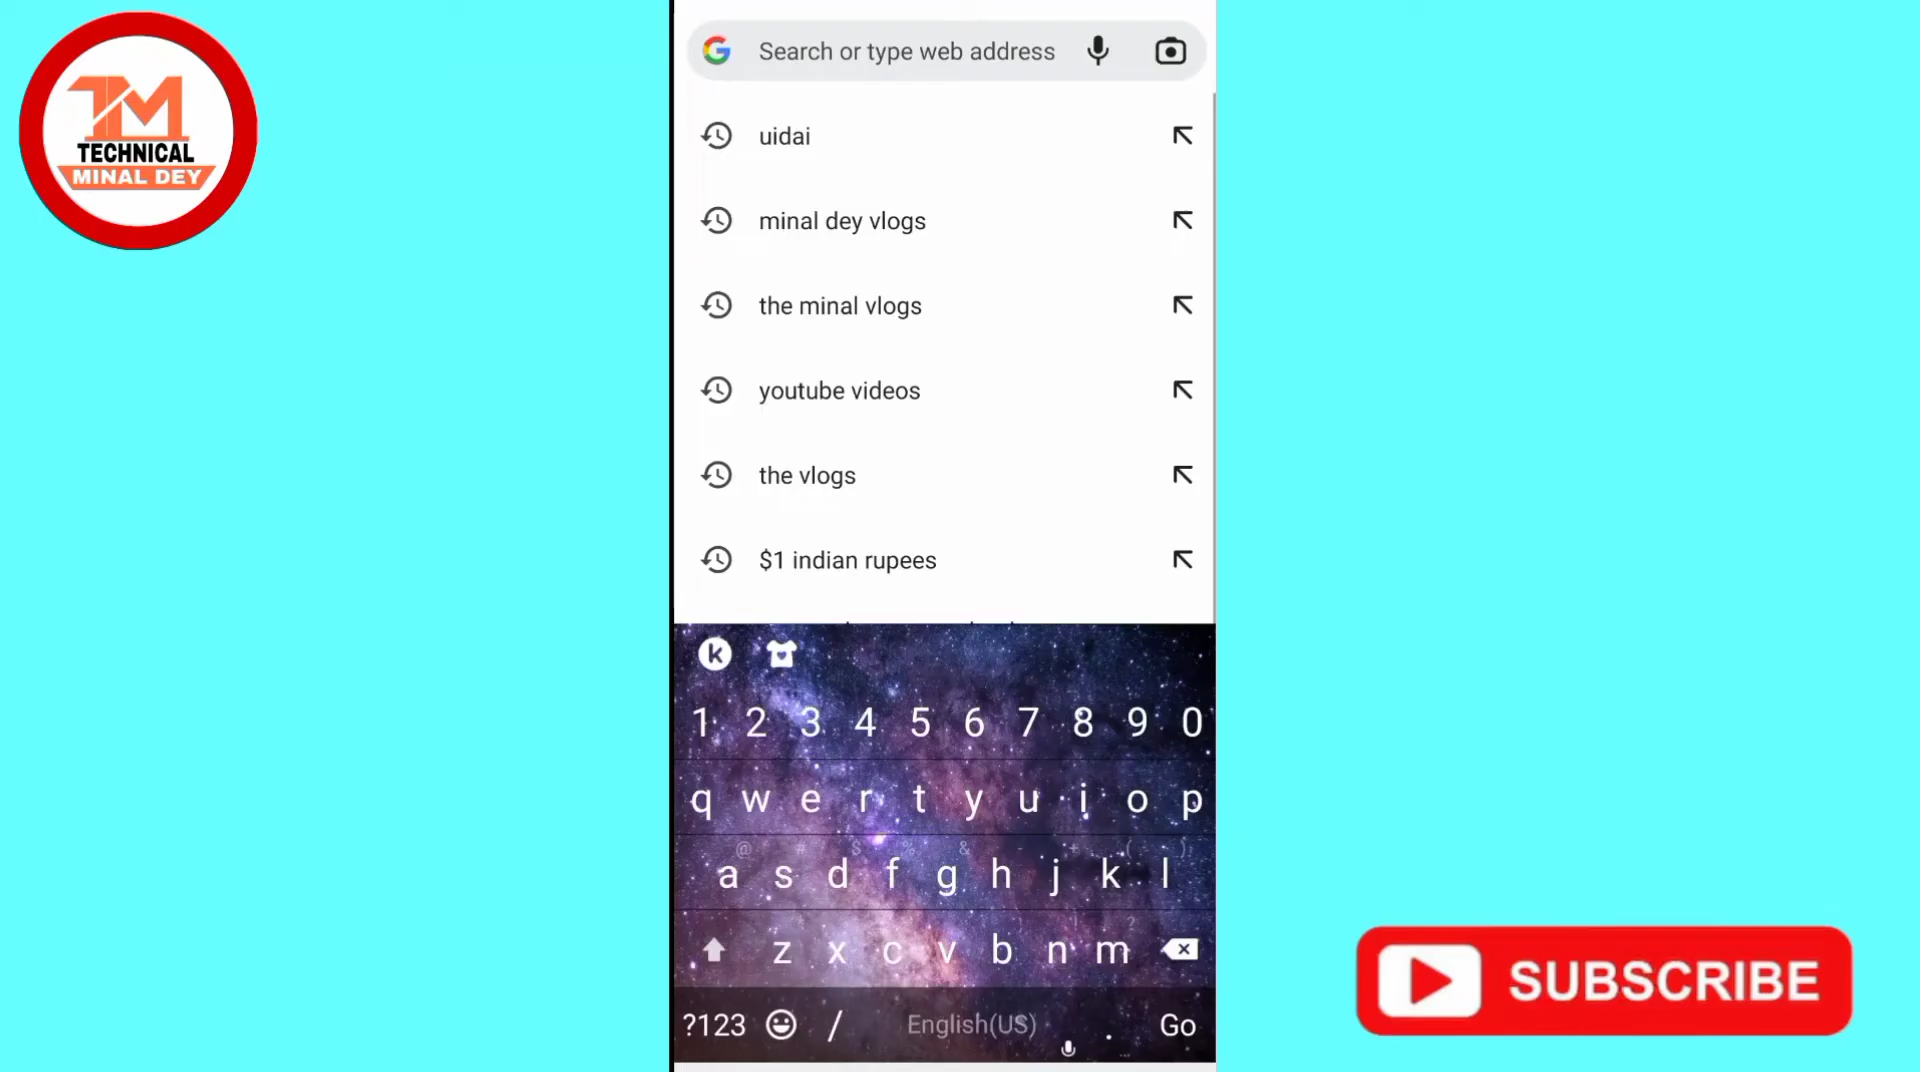 TM
TECHNICAL
MINAL DEY
Search or type web address
uidai
minal dey vlogs
the minal vlogs
youtube videos
the vlogs
$1 indian rupees
1 2 3 4 5 6 7 8 9 0
q w e r t y u i o p
@ # $ % & - + ( )
a s d f g h j k l
z x c v b n m
?123 / English(US) . Go
SUBSCRIBE